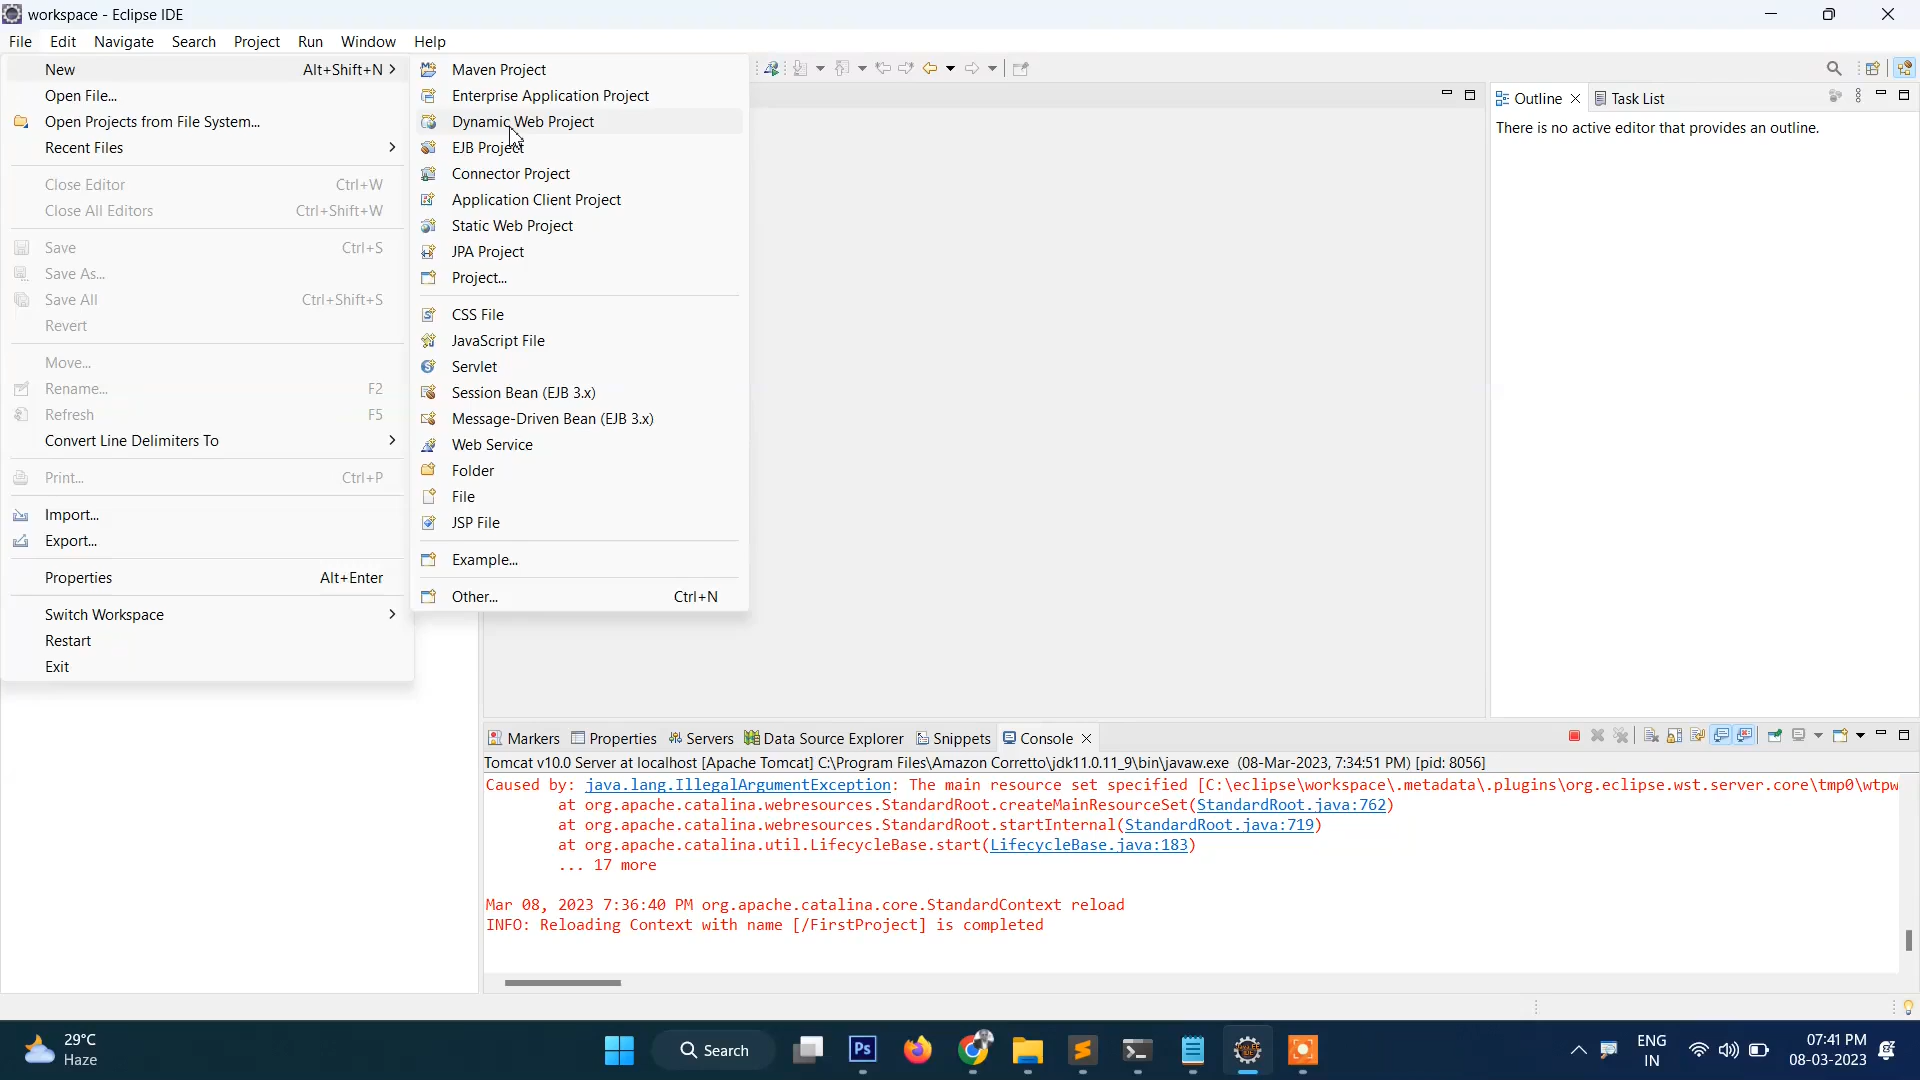 workspace - Eclipse IDE
File Edit Navigate Search Project Run Window Help
New Alt+Shift+N
Open File...
Open Projects from File System...
Recent Files
Close Editor Ctrl+W
Close All Editors Ctrl+Shift+W
Save Ctrl+S
Save As...
Save All Ctrl+Shift+S
Revert
Move...
Rename... F2
Refresh F5
Convert Line Delimiters To
Print... Ctrl+P
Import...
Export...
Properties Alt+Enter
Switch Workspace
Restart
Exit
Maven Project
Enterprise Application Project
Dynamic Web Project
EJB Project
Connector Project
Application Client Project
Static Web Project
JPA Project
Project...
CSS File
JavaScript File
Servlet
Session Bean (EJB 3.x)
Message-Driven Bean (EJB 3.x)
Web Service
Folder
File
JSP File
Example...
Other... Ctrl+N
Outline Task List
There is no active editor that provides an outline.
Markers Properties Servers Data Source Explorer Snippets Console
Tomcat v10.0 Server at localhost [Apache Tomcat] C:\Program Files\Amazon Corretto\jdk11.0.11_9\bin\javaw.exe (08-Mar-2023, 7:34:51 PM) [pid: 8056]
Caused by: java.lang.IllegalArgumentException: The main resource set specified [C:\eclipse\workspace\.metadata\.plugins\org.eclipse.wst.server.core\tmp0\wtpw
at org.apache.catalina.webresources.StandardRoot.createMainResourceSet(StandardRoot.java:762)
at org.apache.catalina.webresources.StandardRoot.startInternal(StandardRoot.java:719)
at org.apache.catalina.util.LifecycleBase.start(LifecycleBase.java:183)
... 17 more
Mar 08, 2023 7:36:40 PM org.apache.catalina.core.StandardContext reload
INFO: Reloading Context with name [/FirstProject] is completed
29°C
Haze
Search
Ps
ENG
IN
07:41 PM
08-03-2023